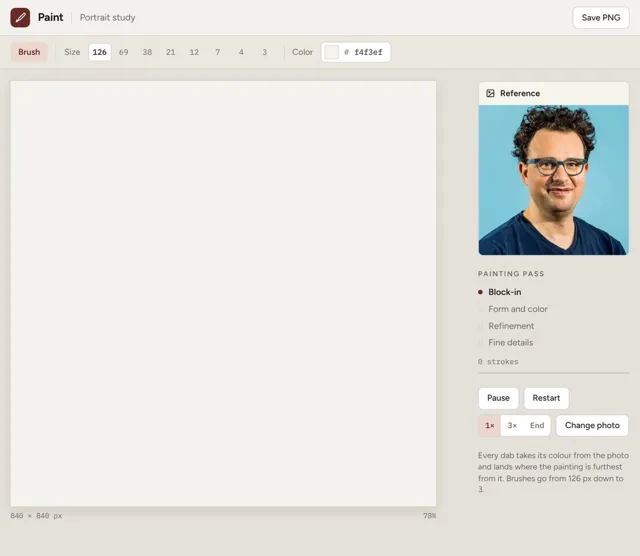 Paint
Portrait study
Save PNG
Brush
Size
126
69
38
21
12
7
4
3
Color
# f4f3ef
Reference
PAINTING PASS
Block-in
Form and color
Refinement
Fine details
0 strokes
Pause
Restart
1×
3×
End
Change photo
Every dab takes its colour from the photo
and lands where the painting is furthest
from it. Brushes go from 126 px down to
3.
840 × 840 px
78%